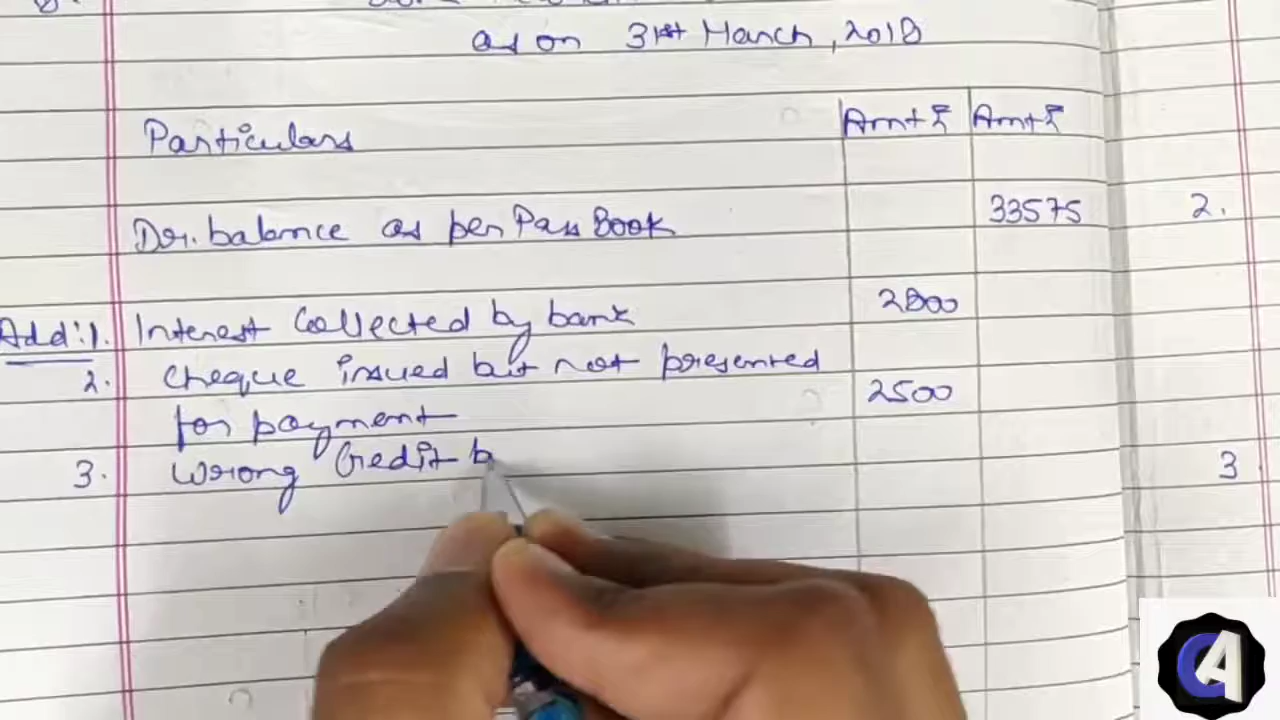 as on 31st March, 2018
Particulars Amt ₹ Amt ₹
Dr. balance as per Pass Book 33575 2.
Add: 1. Interest Collected by bank 2800
2. Cheque issued but not presented
for payment 2500
3. Wrong Credit b 3
CA